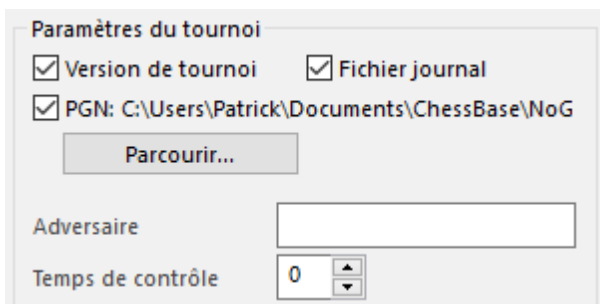 Paramètres du tournoi
Version de tournoi Fichier journal
PGN: C:\Users\Patrick\Documents\ChessBase\NoG
Parcourir...
Adversaire
Temps de contrôle 0